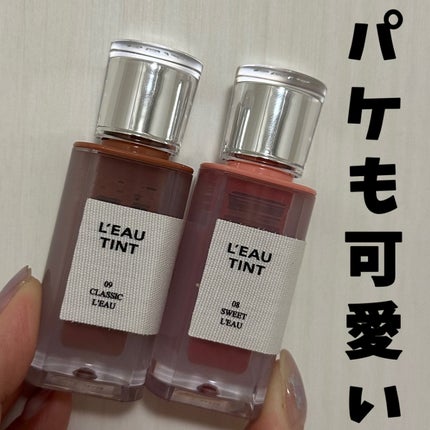 パケも可愛い
L'EAU
TINT
09
CLASSIC
L'EAU
L'EAU
TINT
08
SWEET
L'EAU